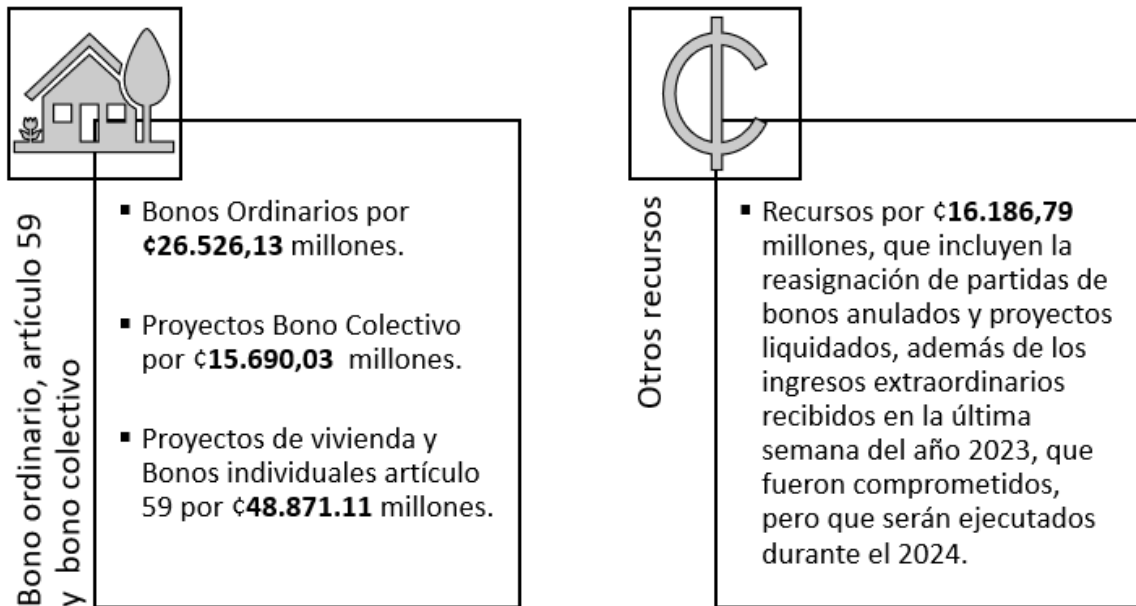 Bono ordinario, artículo 59
y bono colectivo
▪ Bonos Ordinarios por
¢26.526,13 millones.
▪ Proyectos Bono Colectivo
por ¢15.690,03 millones.
▪ Proyectos de vivienda y
Bonos individuales artículo
59 por ¢48.871.11 millones.
Otros recursos
▪ Recursos por ¢16.186,79
millones, que incluyen la
reasignación de partidas de
bonos anulados y proyectos
liquidados, además de los
ingresos extraordinarios
recibidos en la última
semana del año 2023, que
fueron comprometidos,
pero que serán ejecutados
durante el 2024.